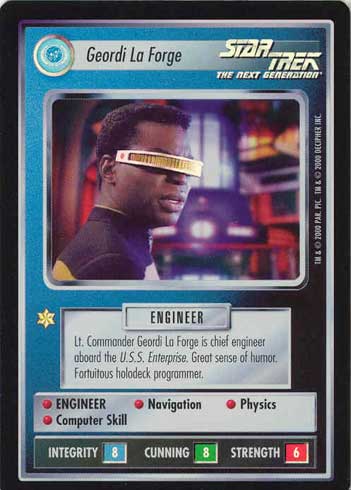 Geordi La Forge
STAR TREK
THE NEXT GENERATION
TM & © 2000 PAR. PIC. TM & © 2000 DECIPHER INC.
ENGINEER
Lt. Commander Geordi La Forge is chief engineer
aboard the U.S.S. Enterprise. Great sense of humor.
Fortuitous holodeck programmer.
ENGINEER Navigation Physics
Computer Skill
INTEGRITY 8 CUNNING 8 STRENGTH 6